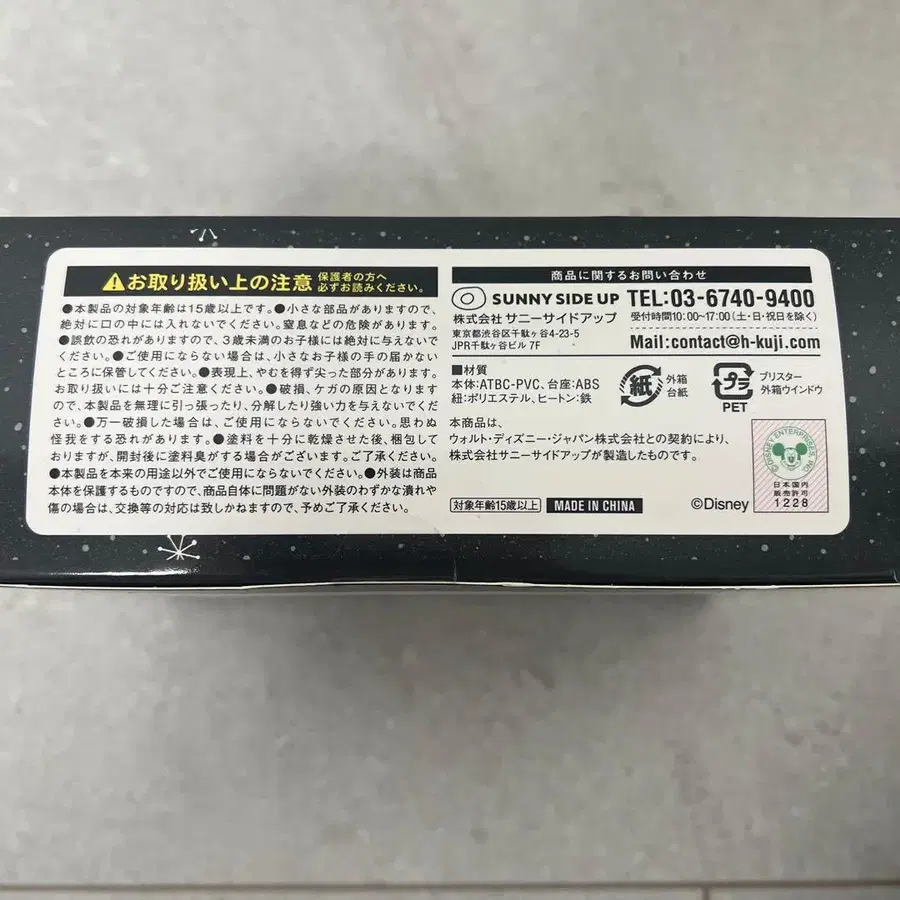 お取り扱い上の注意 保護者の方へ 必ずお読みください。
●本製品の対象年齢は15歳以上です。●小さな部品がありますので、
絶対に口の中には入れないでください。窒息などの危険があります。
●誤飲の恐れがありますので、3歳未満のお子様には絶対に与えないで
ください。●ご使用にならない場合は、小さなお子様の手の届かない
ところに保管してください。●表現上、やむを得ず尖った部分があります。
お取り扱いには十分ご注意ください。●破損、ケガの原因となります
ので、本製品を無理に引っ張ったり、分解したり強い力を与えないでくだ
さい。●万一破損した場合は、ご使用にならないでください。思わぬ
怪我をする恐れがあります。●塗料を十分に乾燥させた後、梱包して
おりますが、開封後に塗料臭がする場合がございます。ご了承ください。
●本製品を本来の用途以外でご使用にならないでください。●外装は商品
本体を保護するものですので、商品自体に問題がない外装のわずかな潰れや
傷の場合は、交換等の対応は致しかねますので、予めご了承ください。
商品に関するお問い合わせ
SUNNY SIDE UP
株式会社 サニーサイドアップ
東京都渋谷区千駄ヶ谷4-23-5
JPR千駄ヶ谷ビル 7F
TEL:03-6740-9400
受付時間10:00~17:00(土・日・祝日を除く)
Mail:contact@h-kuji.com
■材質
本体:ATBC-PVC、台座:ABS
紐:ポリエステル、ヒートン:鉄
紙
外箱
台紙
プラ
PET
ブリスター
外箱ウインドウ
本商品は、
ウォルト・ディズニー・ジャパン株式会社との契約により、
株式会社サニーサイドアップが製造したものです。
対象年齢15歳以上
MADE IN CHINA
©Disney
©DISNEY ENTERPRISES, INC.
日本国内
販売許可
1228